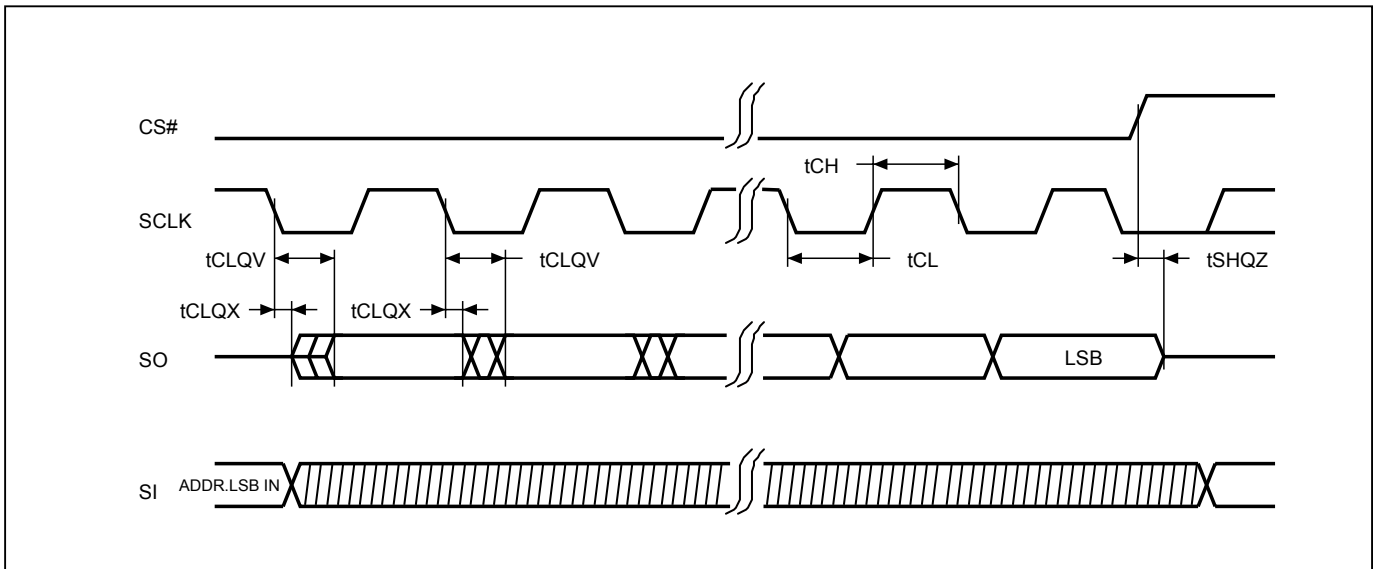 CS#
tCH
SCLK
tCLQV
tCLQV
tCL
tSHQZ
tCLQX
tCLQX
SO
LSB
SI
ADDR.LSB IN